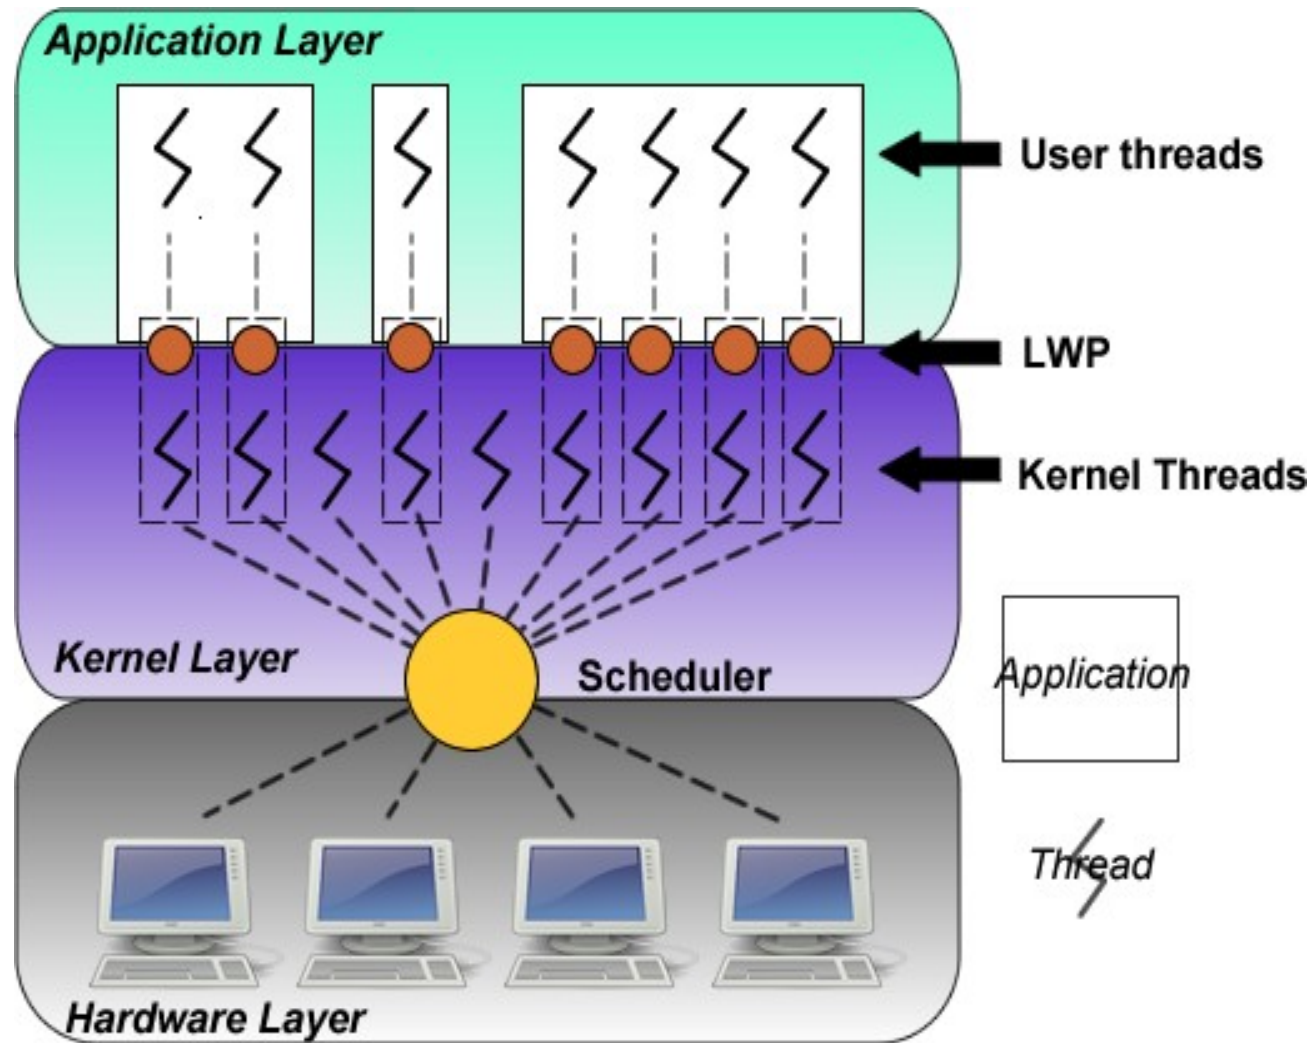 Application Layer
User threads
LWP
Kernel Threads
Kernel Layer
Scheduler
Application
Thread
Hardware Layer